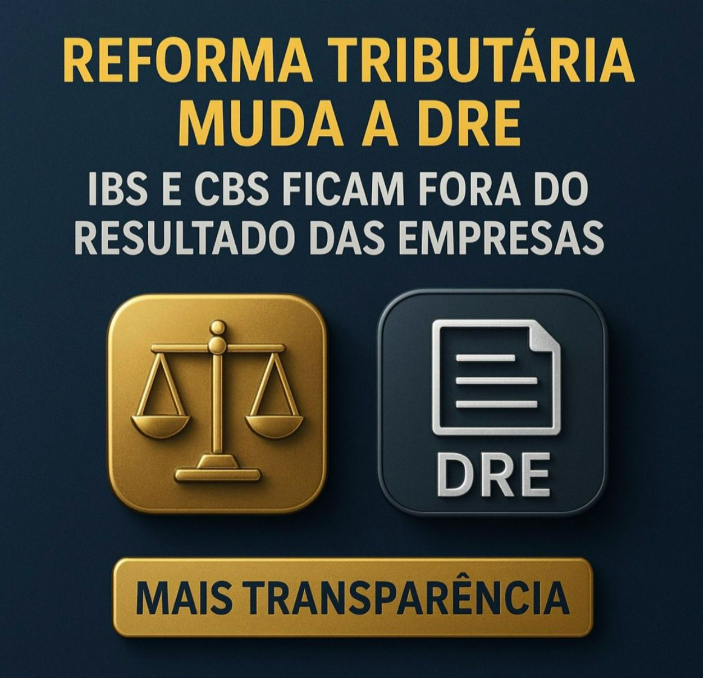 REFORMA TRIBUTÁRIA
MUDA A DRE
IBS E CBS FICAM FORA DO
RESULTADO DAS EMPRESAS
DRE
MAIS TRANSPARÊNCIA